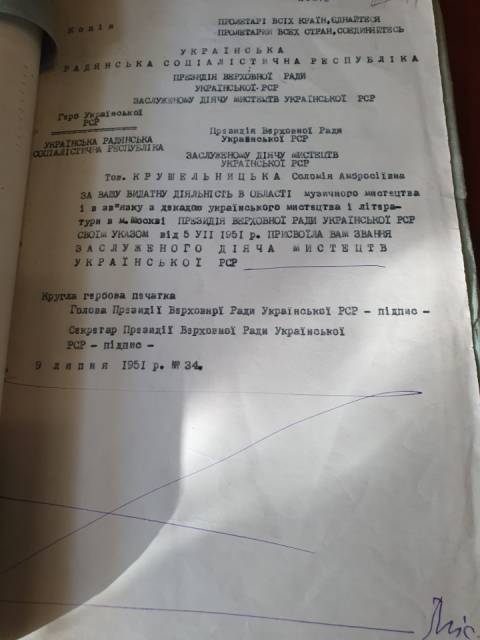 Копія
ПРОЛЕТАРІ ВСІХ КРАЇН, ЄДНАЙТЕСЯ
ПРОЛЕТАРИИ ВСЕХ СТРАН, СОЕДИНЯЙТЕСЬ
УКРАЇНСЬКА
РАДЯНСЬКА СОЦІАЛІСТИЧНА РЕСПУБЛІКА
ПРЕЗИДІЯ ВЕРХОВНОЇ РАДИ
УКРАЇНСЬКОЇ РСР
ЗАСЛУЖЕНОМУ ДІЯЧУ МИСТЕЦТВ УКРАЇНСЬКОЇ РСР
Герб Української
РСР
УКРАЇНСЬКА РАДЯНСЬКА
СОЦІАЛІСТИЧНА РЕСПУБЛІКА
Президія Верховної Ради
Української РСР
ЗАСЛУЖЕНОМУ ДІЯЧУ МИСТЕЦТВ
УКРАЇНСЬКОЇ РСР
Тов. КРУШЕЛЬНИЦЬКА Соломія Амвросіївна
ЗА ВАШУ ВИДАТНУ ДІЯЛЬНІСТЬ В ОБЛАСТІ музичного мистецтва
і в зв"язку з декадою українського мистецтва і літера-
тури в м. Москві ПРЕЗИДІЯ ВЕРХОВНОЇ РАДИ УКРАЇНСЬКОЇ РСР
СВОЇМ УКАЗОМ від 5 УІІ 1951 р. ПРИСВОЇЛА ВАМ ЗВАННЯ
ЗАСЛУЖЕНОГО ДІЯЧА МИСТЕЦТВ
УКРАЇНСЬКОЇ РСР
Кругла гербова печатка
Голова Президії Верховнрї Ради Української РСР - підпис -
Секретар Президії Верховної Ради Української
РСР - підпис -
9 липня 1951 р. № 34.